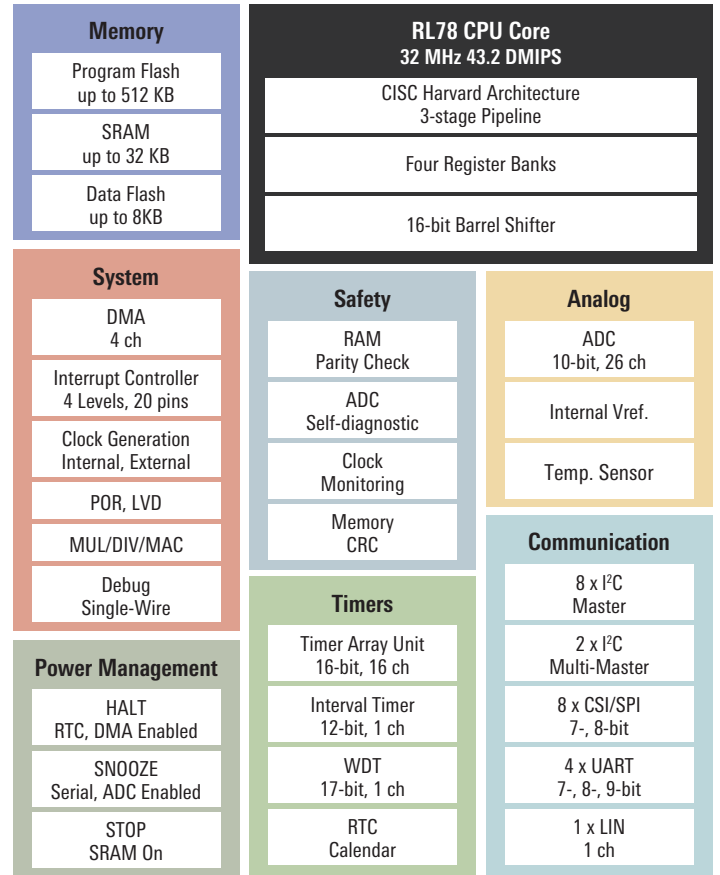 Memory
Program Flash
up to 512 KB
SRAM
up to 32 KB
Data Flash
up to 8KB
RL78 CPU Core
32 MHz 43.2 DMIPS
CISC Harvard Architecture
3-stage Pipeline
Four Register Banks
16-bit Barrel Shifter
System
DMA
4 ch
Interrupt Controller
4 Levels, 20 pins
Clock Generation
Internal, External
POR, LVD
MUL/DIV/MAC
Debug
Single-Wire
Safety
RAM
Parity Check
ADC
Self-diagnostic
Clock
Monitoring
Memory
CRC
Analog
ADC
10-bit, 26 ch
Internal Vref.
Temp. Sensor
Power Management
HALT
RTC, DMA Enabled
SNOOZE
Serial, ADC Enabled
STOP
SRAM On
Timers
Timer Array Unit
16-bit, 16 ch
Interval Timer
12-bit, 1 ch
WDT
17-bit, 1 ch
RTC
Calendar
Communication
8 x I²C
Master
2 x I²C
Multi-Master
8 x CSI/SPI
7-, 8-bit
4 x UART
7-, 8-, 9-bit
1 x LIN
1 ch